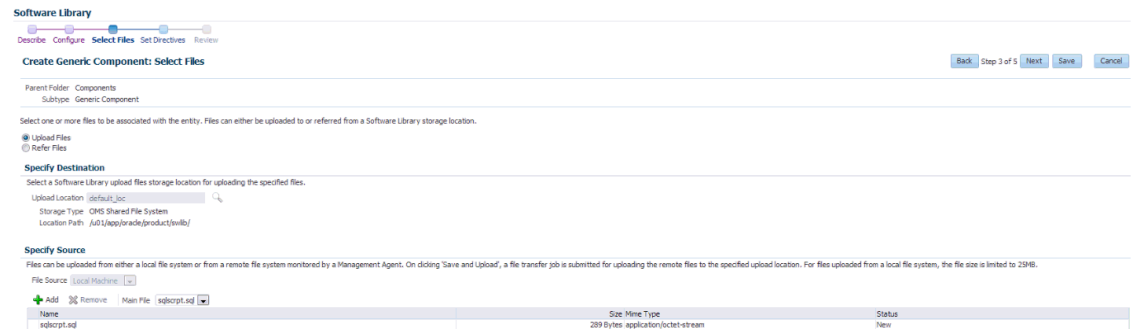 Software Library
Describe Configure Select Files Set Directives Review
Create Generic Component: Select Files
Back Step 3 of 5 Next Save Cancel
Parent Folder Components
Subtype Generic Component
Select one or more files to be associated with the entity. Files can either be uploaded to or referred from a Software Library storage location.
Upload Files
Refer Files
Specify Destination
Select a Software Library upload files storage location for uploading the specified files.
Upload Location default_loc
Storage Type OMS Shared File System
Location Path /u01/app/oracle/product/swlib/
Specify Source
Files can be uploaded from either a local file system or from a remote file system monitored by a Management Agent. On clicking 'Save and Upload', a file transfer job is submitted for uploading the remote files to the specified upload location. For files uploaded from a local file system, the file size is limited to 25MB.
File Source Local Machine
Add Remove Main File sqlscrpt.sql
Name Size Mime Type Status
sqlscrpt.sql 289 Bytes application/octet-stream New